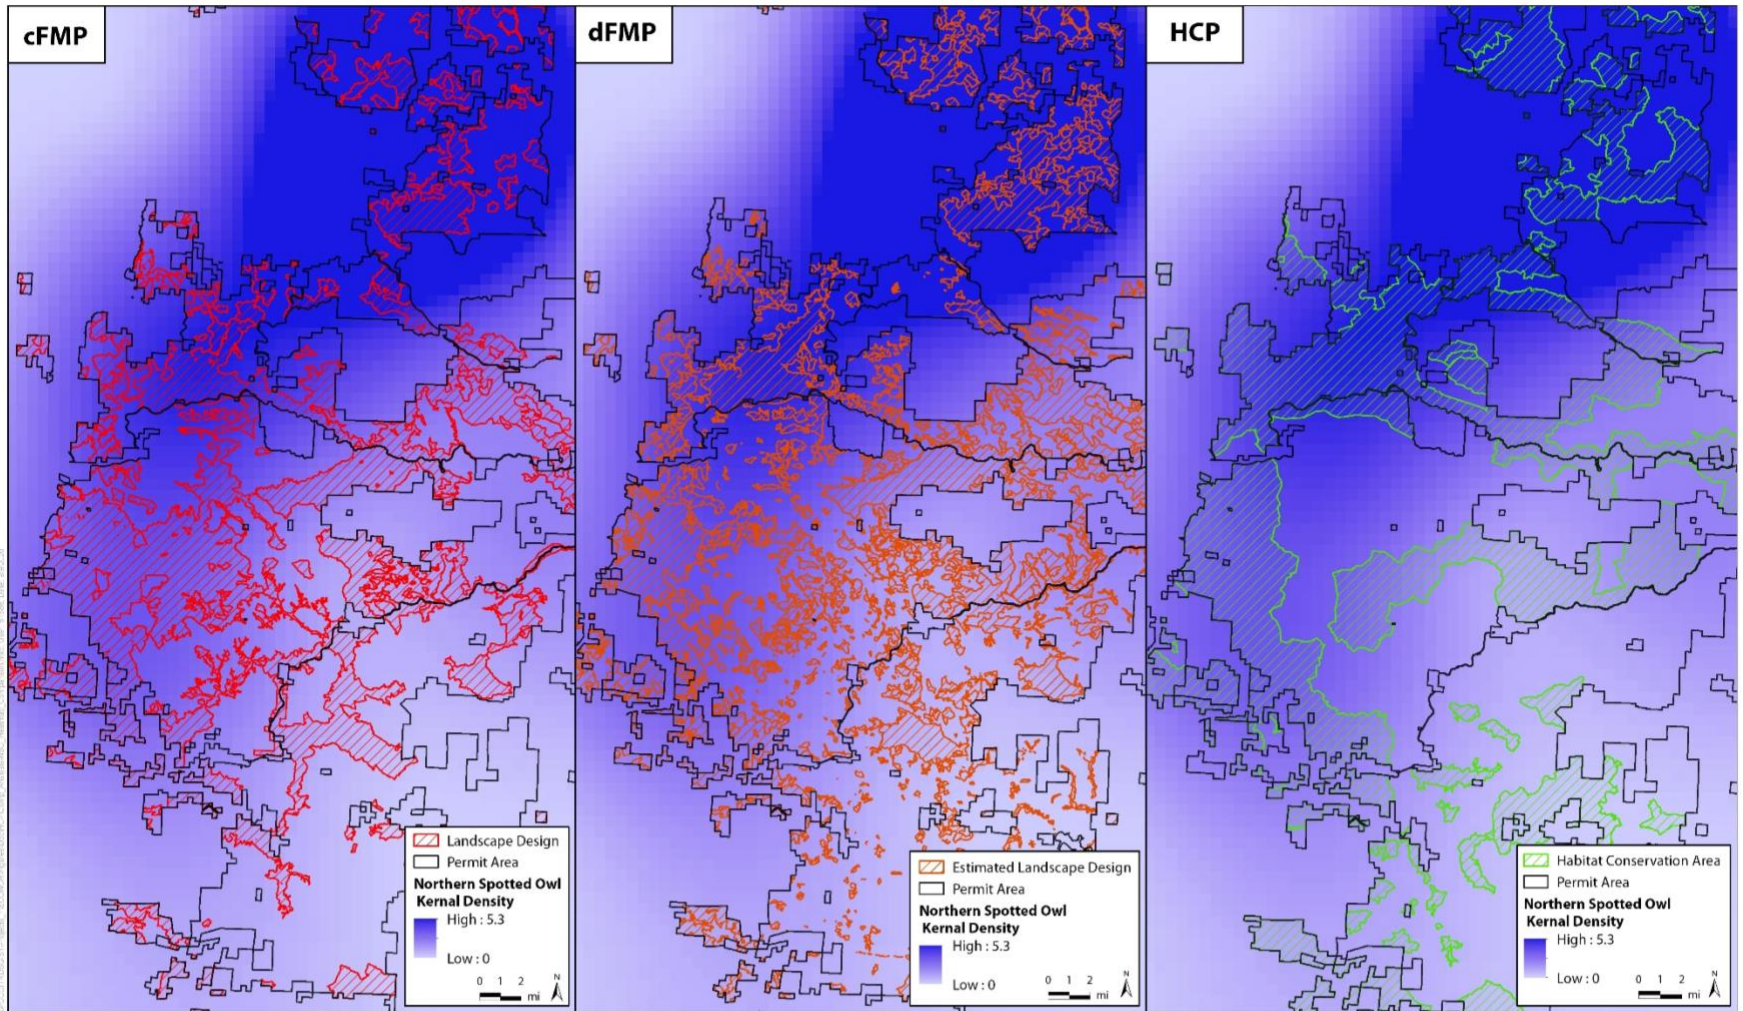 cFMP
Landscape Design
Permit Area
Northern Spotted Owl
Kernal Density
High : 5.3
Low : 0
0 1 2
mi
N
dFMP
Estimated Landscape Design
Permit Area
Northern Spotted Owl
Kernal Density
High : 5.3
Low : 0
0 1 2
mi
N
HCP
Habitat Conservation Area
Permit Area
Northern Spotted Owl
Kernal Density
High : 5.3
Low : 0
0 1 2
mi
N